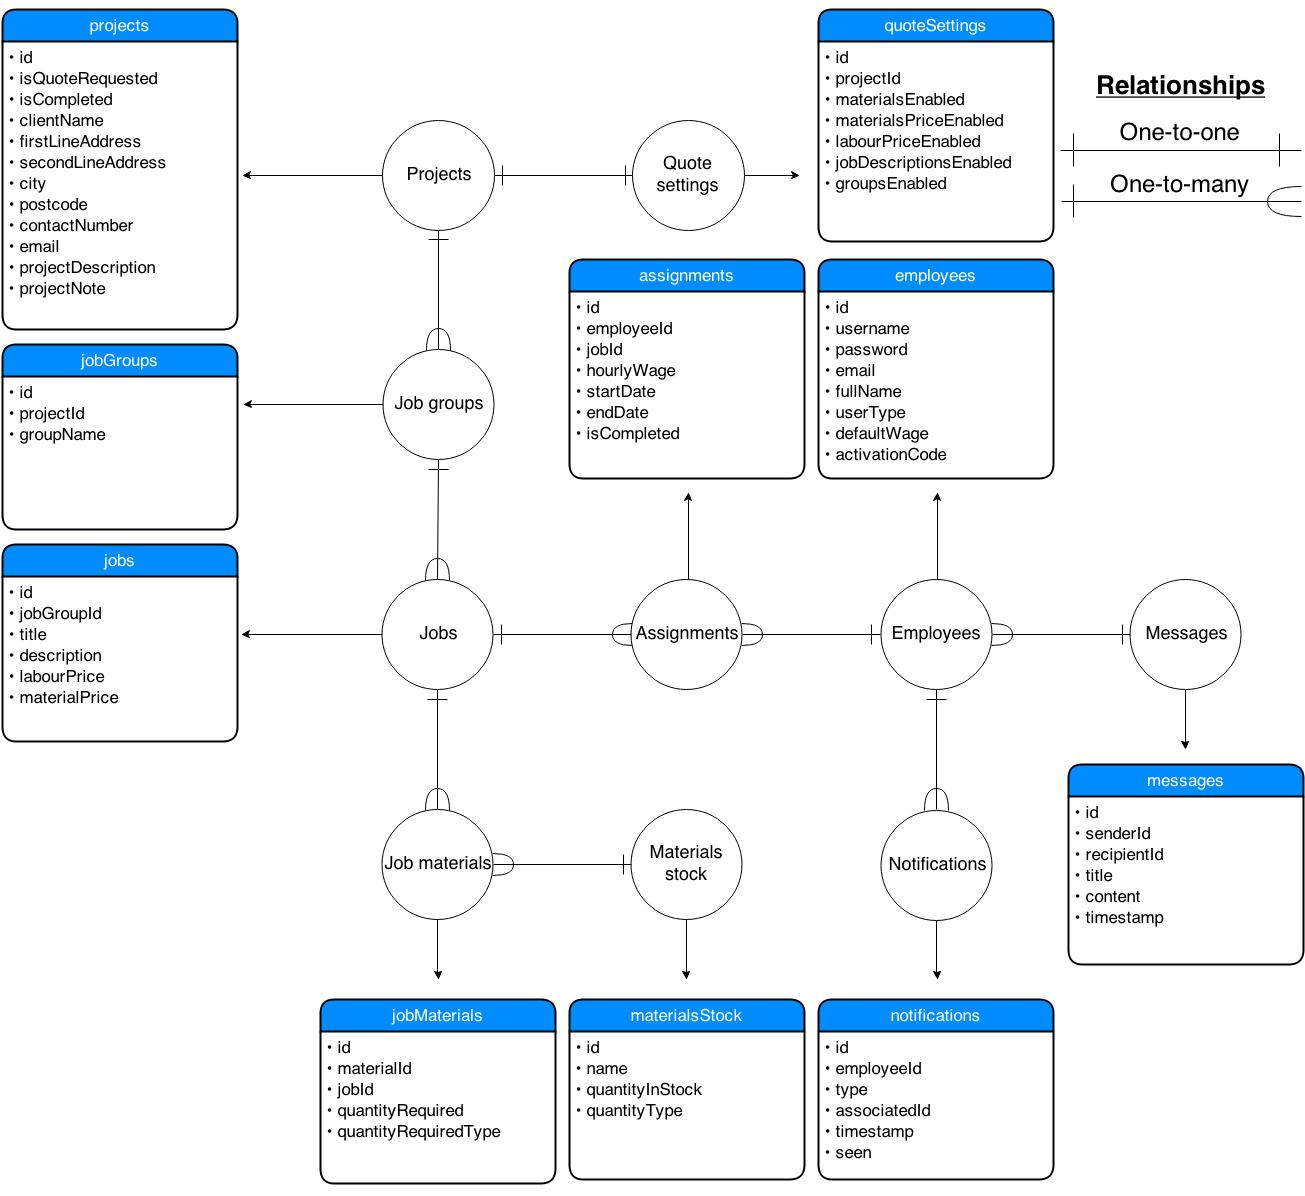 projects
• id
• isQuoteRequested
• isCompleted
• clientName
• firstLineAddress
• secondLineAddress
• city
• postcode
• contactNumber
• email
• projectDescription
• projectNote
jobGroups
• id
• projectId
• groupName
jobs
• id
• jobGroupId
• title
• description
• labourPrice
• materialPrice
Projects
Quote
settings
Job groups
Jobs
Assignments
Employees
Messages
Job materials
Materials
stock
Notifications
quoteSettings
• id
• projectId
• materialsEnabled
• materialsPriceEnabled
• labourPriceEnabled
• jobDescriptionsEnabled
• groupsEnabled
Relationships
One-to-one
One-to-many
assignments
• id
• employeeId
• jobId
• hourlyWage
• startDate
• endDate
• isCompleted
employees
• id
• username
• password
• email
• fullName
• userType
• defaultWage
• activationCode
messages
• id
• senderId
• recipientId
• title
• content
• timestamp
jobMaterials
• id
• materialId
• jobId
• quantityRequired
• quantityRequiredType
materialsStock
• id
• name
• quantityInStock
• quantityType
notifications
• id
• employeeId
• type
• associatedId
• timestamp
• seen